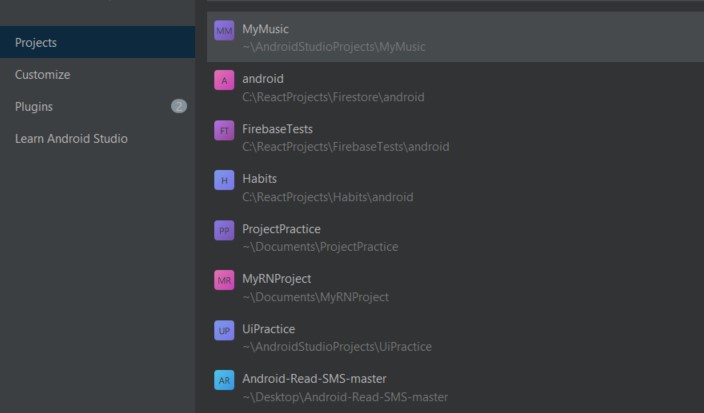 Projects
Customize
Plugins 2
Learn Android Studio
MM MyMusic
~\AndroidStudioProjects\MyMusic
A android
C:\ReactProjects\Firestore\android
FT FirebaseTests
C:\ReactProjects\FirebaseTests\android
H Habits
C:\ReactProjects\Habits\android
PP ProjectPractice
~\Documents\ProjectPractice
MR MyRNProject
~\Documents\MyRNProject
UP UiPractice
~\AndroidStudioProjects\UiPractice
AR Android-Read-SMS-master
~\Desktop\Android-Read-SMS-master